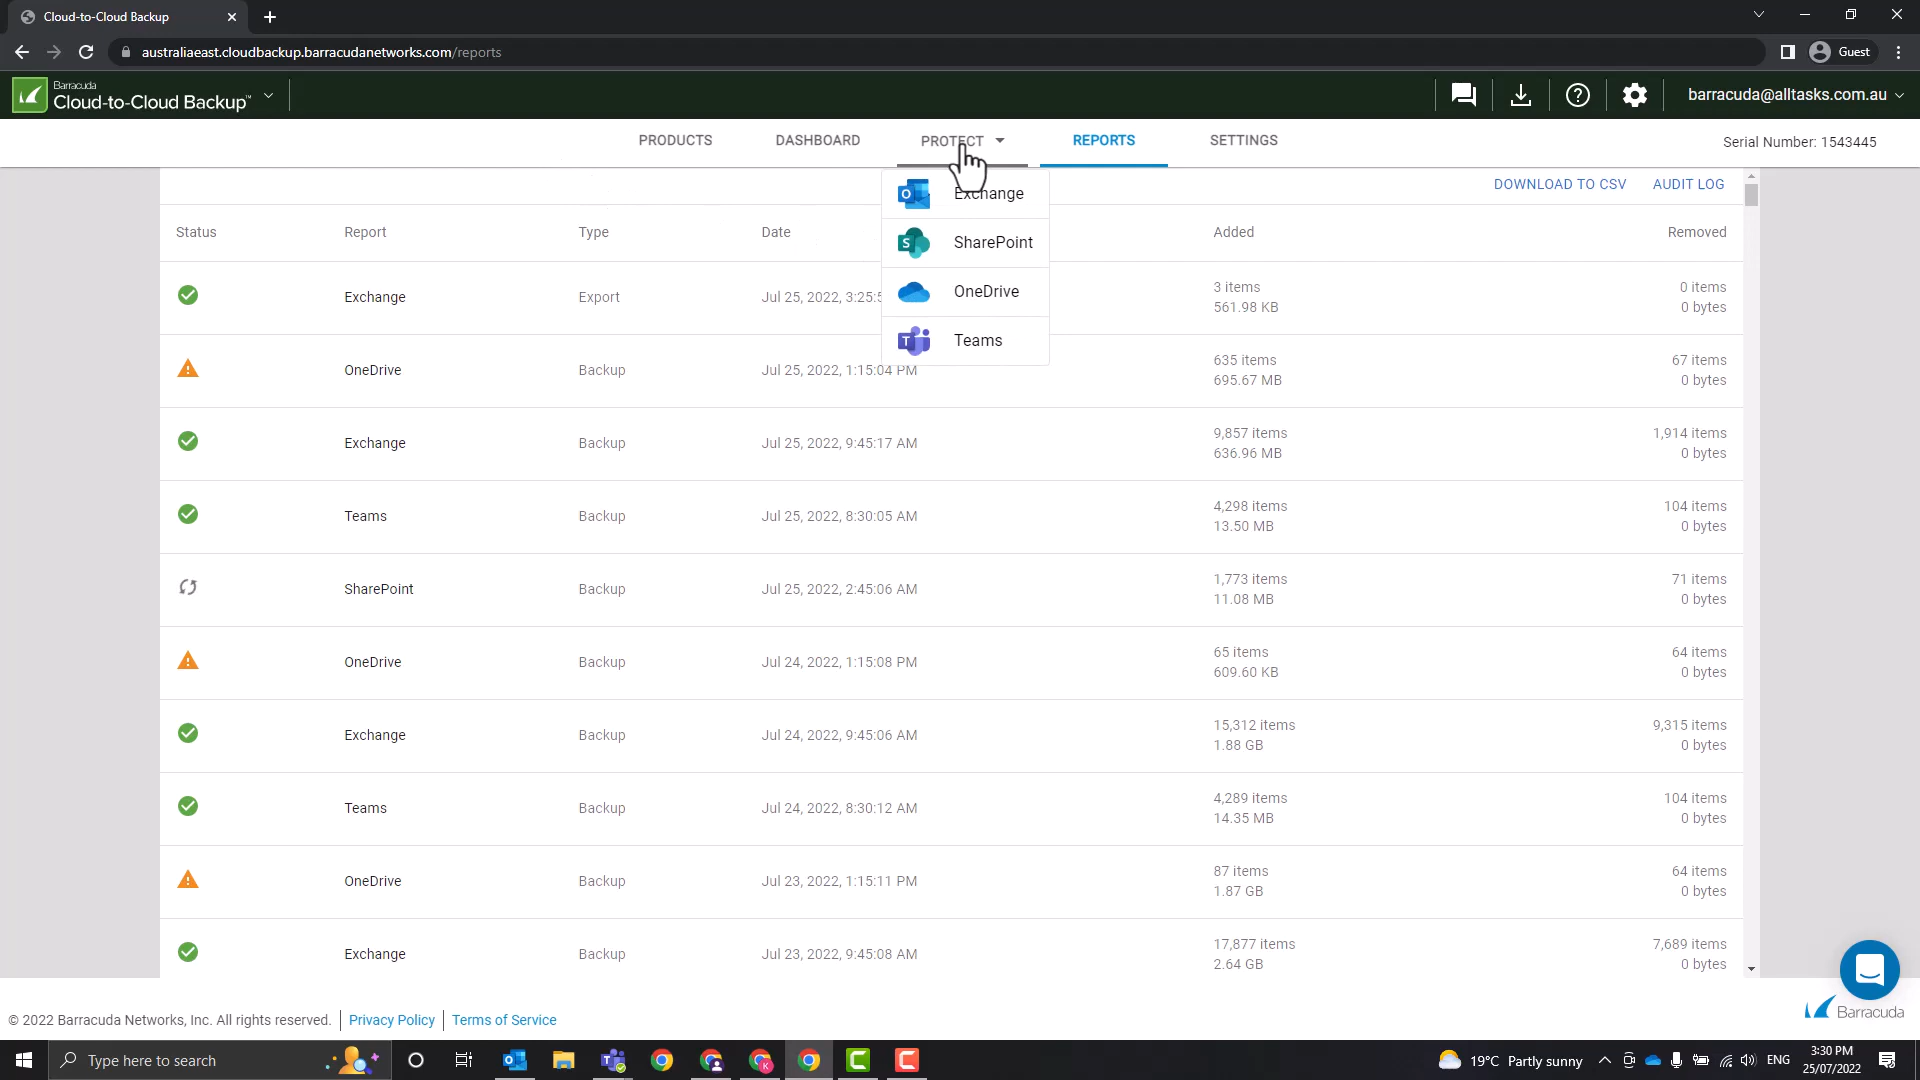 Cloud-to-Cloud Backup
australiaeast.cloudbackup.barracudanetworks.com/reports
Guest
Barracuda
Cloud-to-Cloud Backup™
barracuda@alltasks.com.au
PRODUCTS DASHBOARD PROTECT REPORTS SETTINGS
Serial Number: 1543445
DOWNLOAD TO CSV AUDIT LOG
Exchange
SharePoint
OneDrive
Teams
Status Report Type Date Added Removed
Exchange Export Jul 25, 2022, 3:25:5 3 items 0 items
561.98 KB 0 bytes
OneDrive Backup Jul 25, 2022, 1:15:04 PM 635 items 67 items
695.67 MB 0 bytes
Exchange Backup Jul 25, 2022, 9:45:17 AM 9,857 items 1,914 items
636.96 MB 0 bytes
Teams Backup Jul 25, 2022, 8:30:05 AM 4,298 items 104 items
13.50 MB 0 bytes
SharePoint Backup Jul 25, 2022, 2:45:06 AM 1,773 items 71 items
11.08 MB 0 bytes
OneDrive Backup Jul 24, 2022, 1:15:08 PM 65 items 64 items
609.60 KB 0 bytes
Exchange Backup Jul 24, 2022, 9:45:06 AM 15,312 items 9,315 items
1.88 GB 0 bytes
Teams Backup Jul 24, 2022, 8:30:12 AM 4,289 items 104 items
14.35 MB 0 bytes
OneDrive Backup Jul 23, 2022, 1:15:11 PM 87 items 64 items
1.87 GB 0 bytes
Exchange Backup Jul 23, 2022, 9:45:08 AM 17,877 items 7,689 items
2.64 GB 0 bytes
Barracuda
© 2022 Barracuda Networks, Inc. All rights reserved. Privacy Policy Terms of Service
Type here to search
19°C Partly sunny
ENG
3:30 PM
25/07/2022